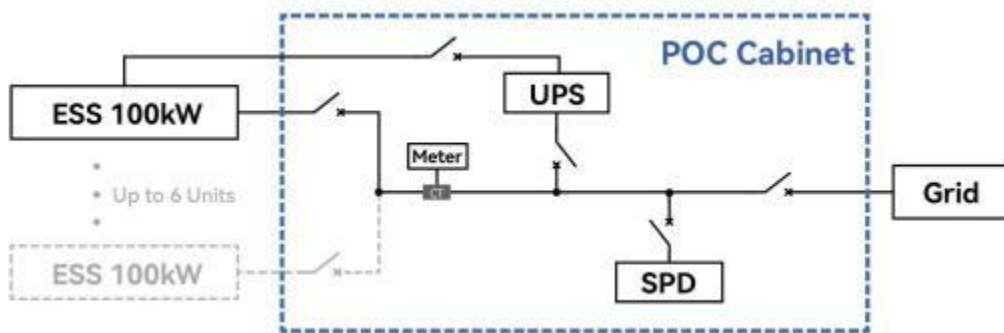 POC Cabinet
UPS
ESS 100kW
Meter
Up to 6 Units
CT
Grid
ESS 100kW
SPD